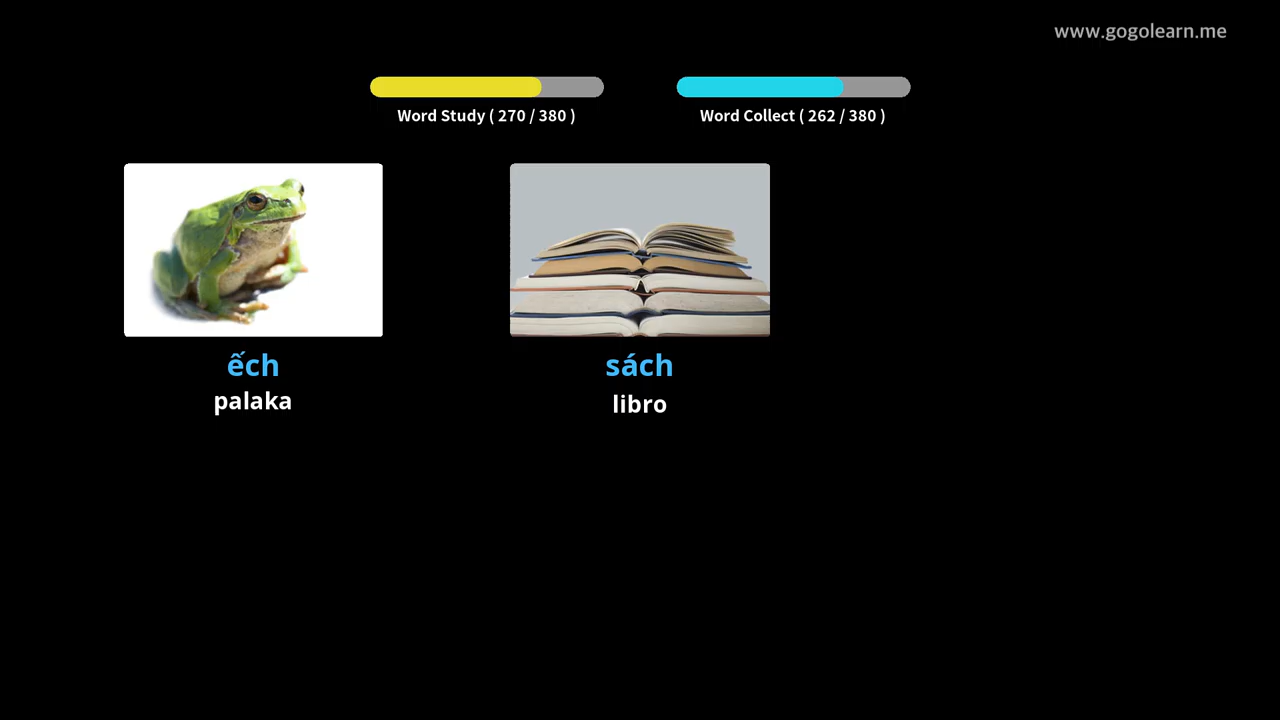 www.gogolearn.me
Word Study ( 270 / 380 )
Word Collect ( 262 / 380 )
ếch
palaka
sách
libro